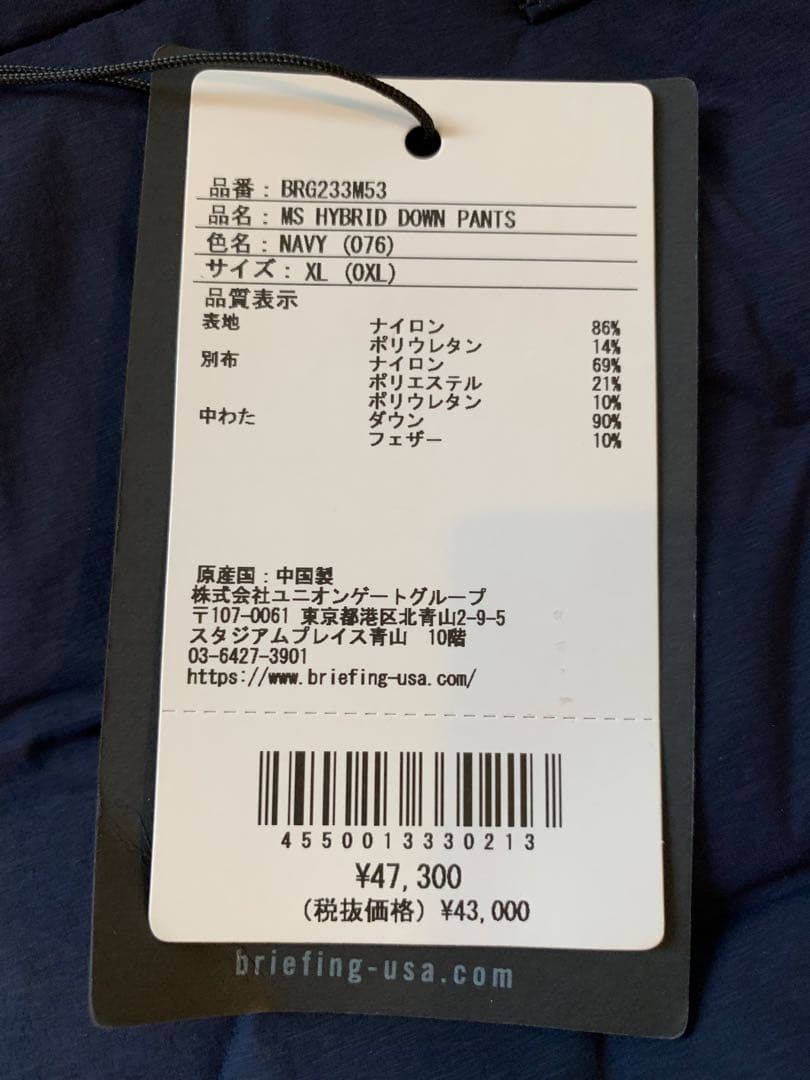 品番： BRG233M53
品名： MS HYBRID DOWN PANTS
色名： NAVY (076)
サイズ： XL (0XL)
品質表示
表地 ナイロン 86%
ポリウレタン 14%
別布 ナイロン 69%
ポリエステル 21%
ポリウレタン 10%
中わた ダウン 90%
フェザー 10%
原産国：中国製
株式会社ユニオンゲートグループ
〒107-0061 東京都港区北青山2-9-5
スタジアムプレイス青山 10階
03-6427-3901
https://www.briefing-usa.com/
4550013330213
¥47,300
(税抜価格) ¥43,000
briefing-usa.com